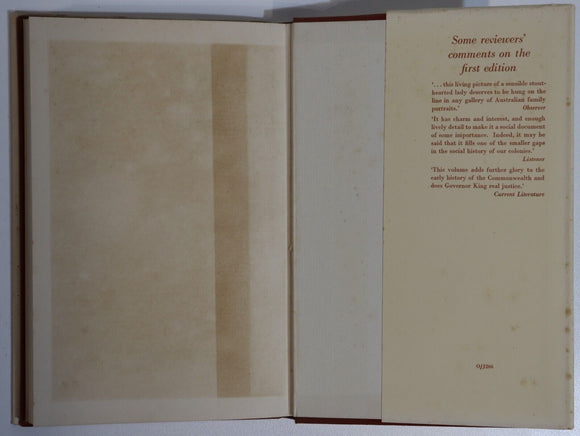 Some reviewers'
comments on the
first edition
'. . . this living picture of a sensible stout-
hearted lady deserves to be hung on the
line in any gallery of Australian family
portraits.' Observer
'It has charm and interest, and enough
lively detail to make it a social document
of some importance. Indeed, it may be
said that it fills one of the smaller gaps
in the social history of our colonies.'
Listener
'This volume adds further glory to the
early history of the Commonwealth and
does Governor King real justice.'
Current Literature